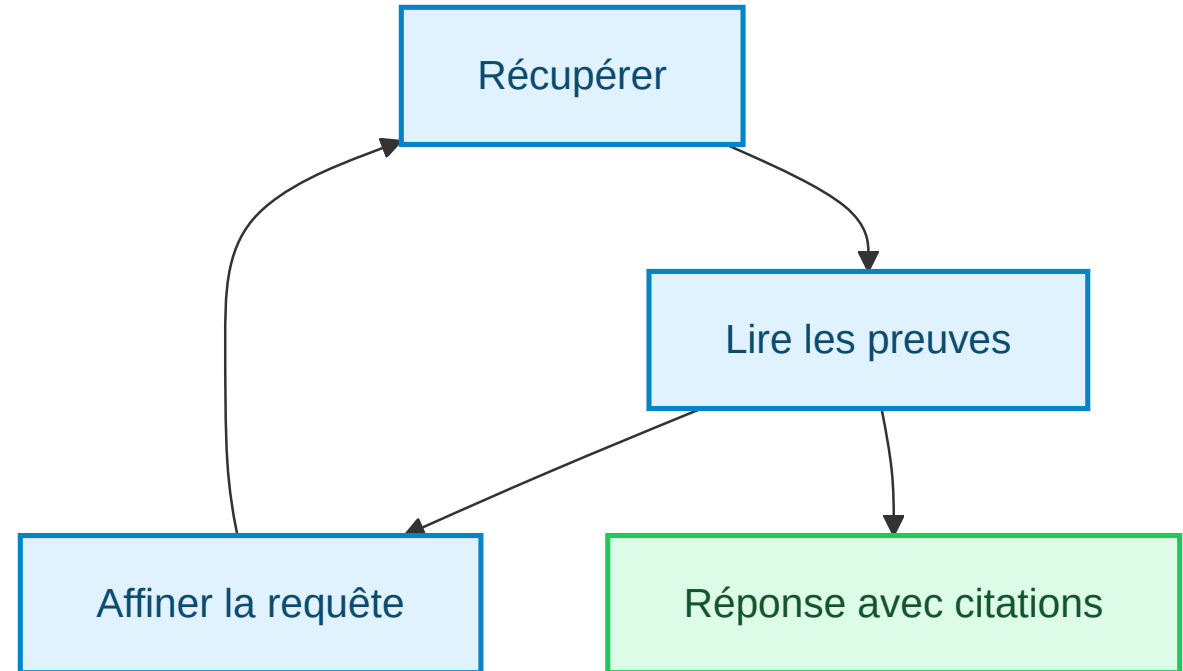 Récupérer
Lire les preuves
Affiner la requête
Réponse avec citations